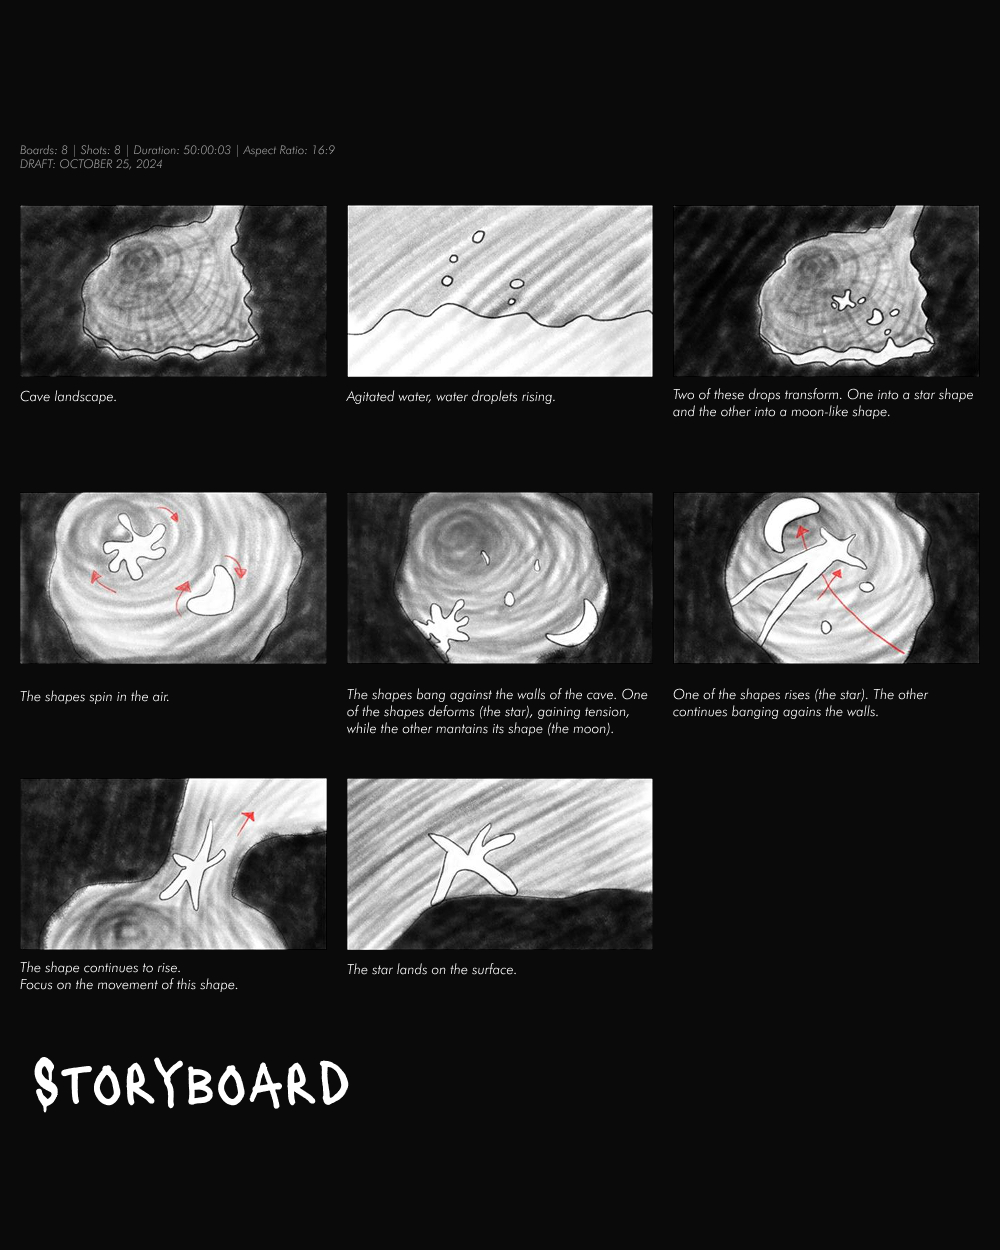 Boards: 8 | Shots: 8 | Duration: 50:00:03 | Aspect Ratio: 16:9
DRAFT: OCTOBER 25, 2024
Cave landscape.
Agitated water, water droplets rising.
Two of these drops transform. One into a star shape
and the other into a moon-like shape.
The shapes spin in the air.
The shapes bang against the walls of the cave. One
of the shapes deforms (the star), gaining tension,
while the other mantains its shape (the moon).
One of the shapes rises (the star). The other
continues banging agains the walls.
The shape continues to rise.
Focus on the movement of this shape.
The star lands on the surface.
STORYBOARD